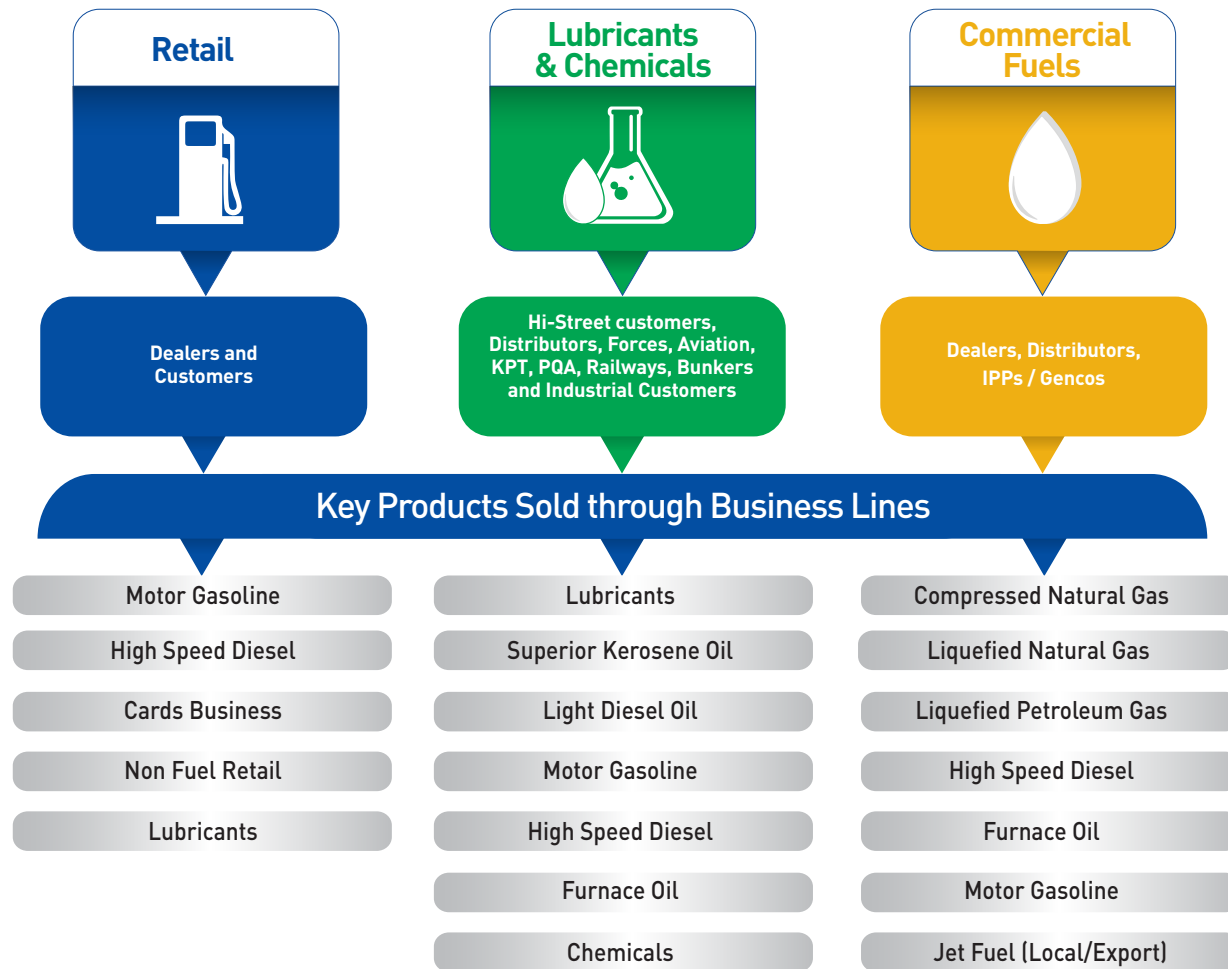 Retail
Lubricants
& Chemicals
Commercial
Fuels
Dealers and
Customers
Hi-Street customers,
Distributors, Forces, Aviation,
KPT, PQA, Railways, Bunkers
and Industrial Customers
Dealers, Distributors,
IPPs / Gencos
Key Products Sold through Business Lines
Motor Gasoline
High Speed Diesel
Cards Business
Non Fuel Retail
Lubricants
Lubricants
Superior Kerosene Oil
Light Diesel Oil
Motor Gasoline
High Speed Diesel
Furnace Oil
Chemicals
Compressed Natural Gas
Liquefied Natural Gas
Liquefied Petroleum Gas
High Speed Diesel
Furnace Oil
Motor Gasoline
Jet Fuel (Local/Export)